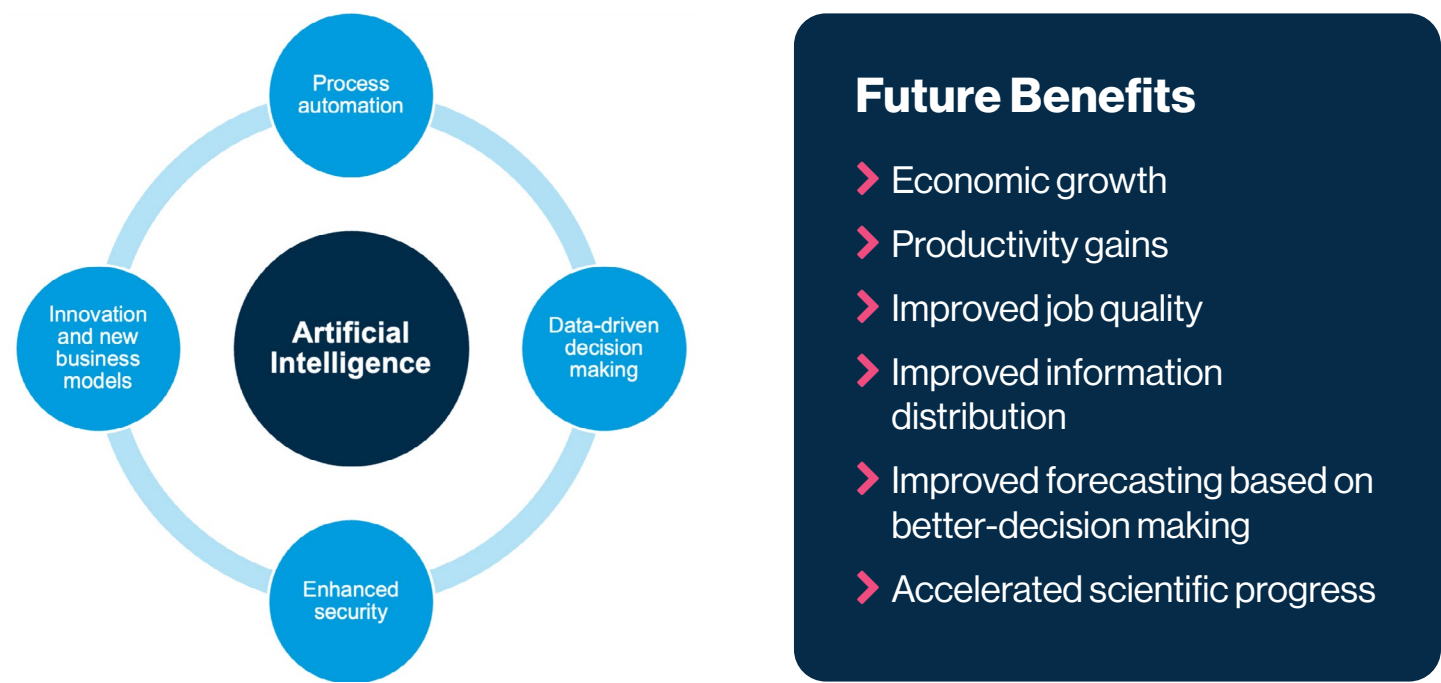 Process
automation
Innovation
and new
business
models
Artificial
Intelligence
Data-driven
decision
making
Enhanced
security
Future Benefits
Economic growth
Productivity gains
Improved job quality
Improved information
distribution
Improved forecasting based on
better-decision making
Accelerated scientific progress